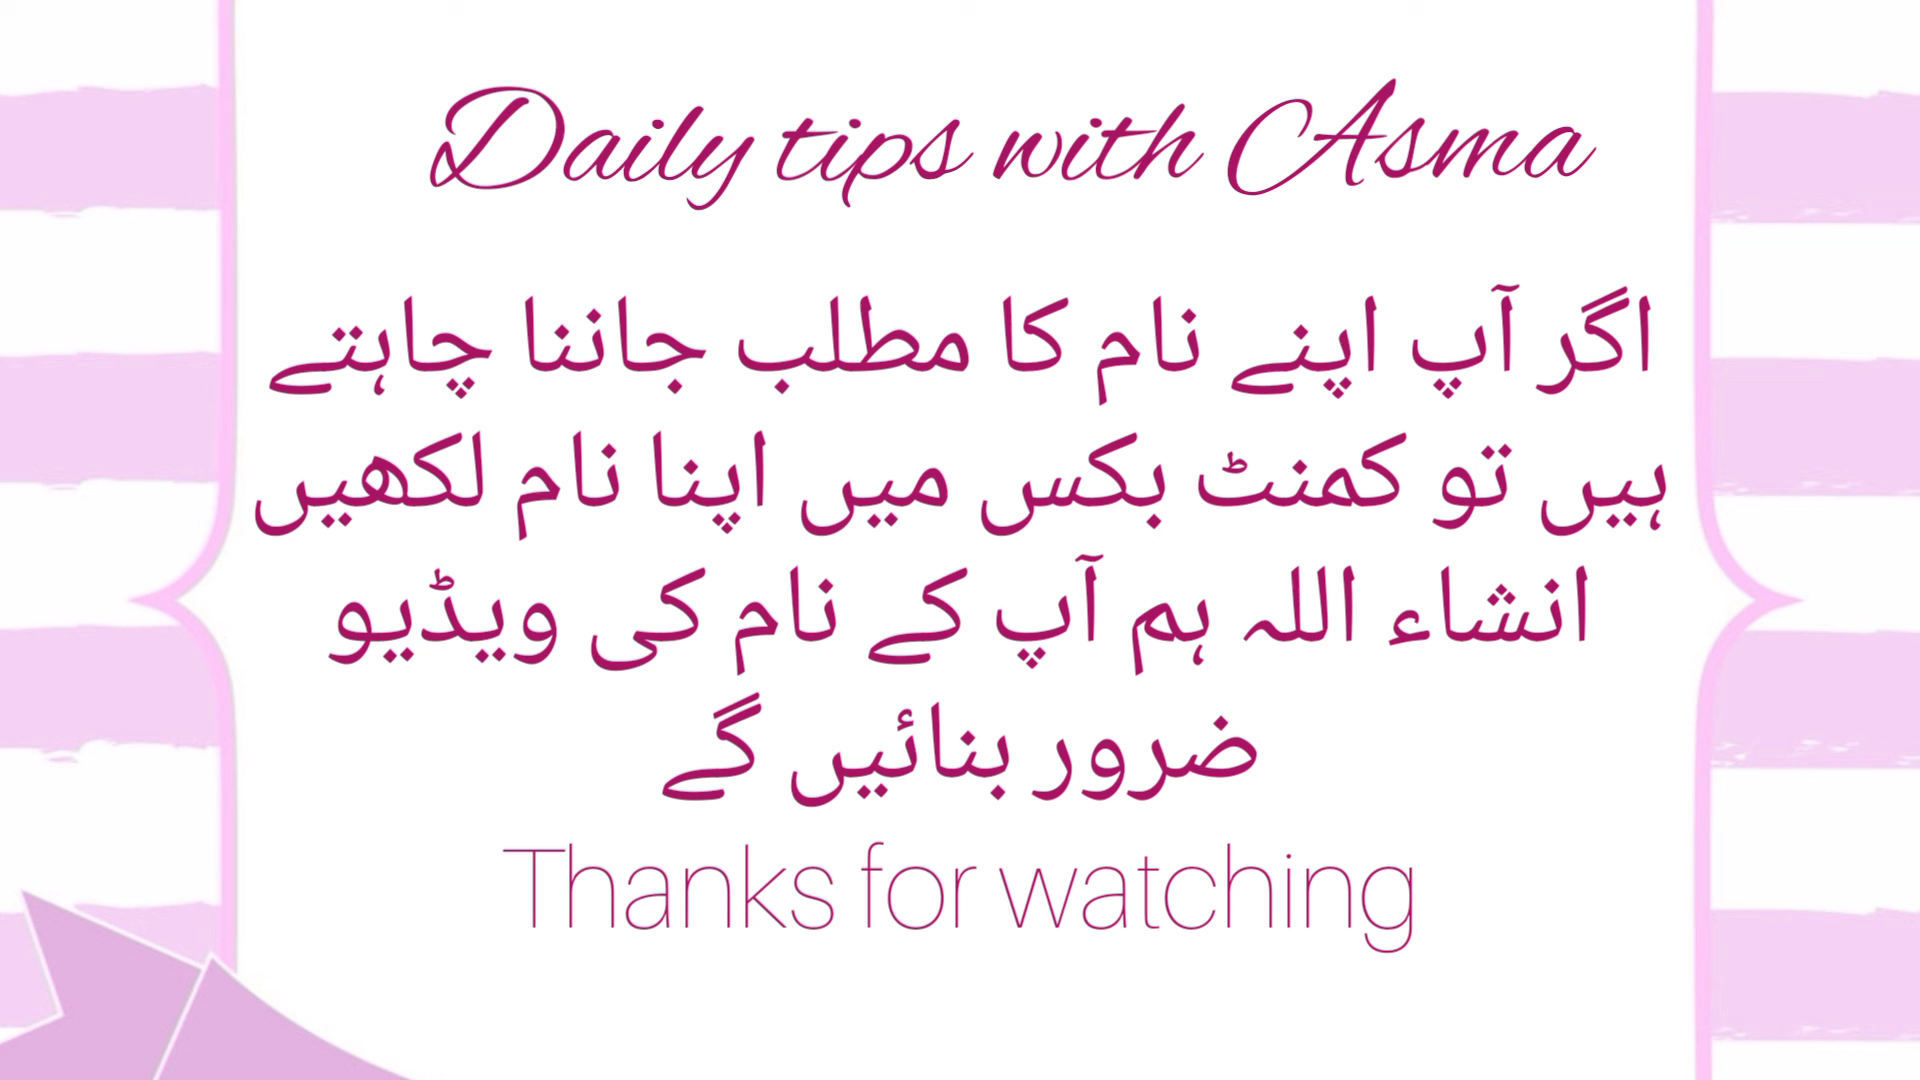 Daily tips with Asma
اگر آپ اپنے نام کا مطلب جاننا چاہتے
ہیں تو کمنٹ بکس میں اپنا نام لکھیں
انشاء اللہ ہم آپ کے نام کی ویڈیو
ضرور بنائیں گے
Thanks for watching